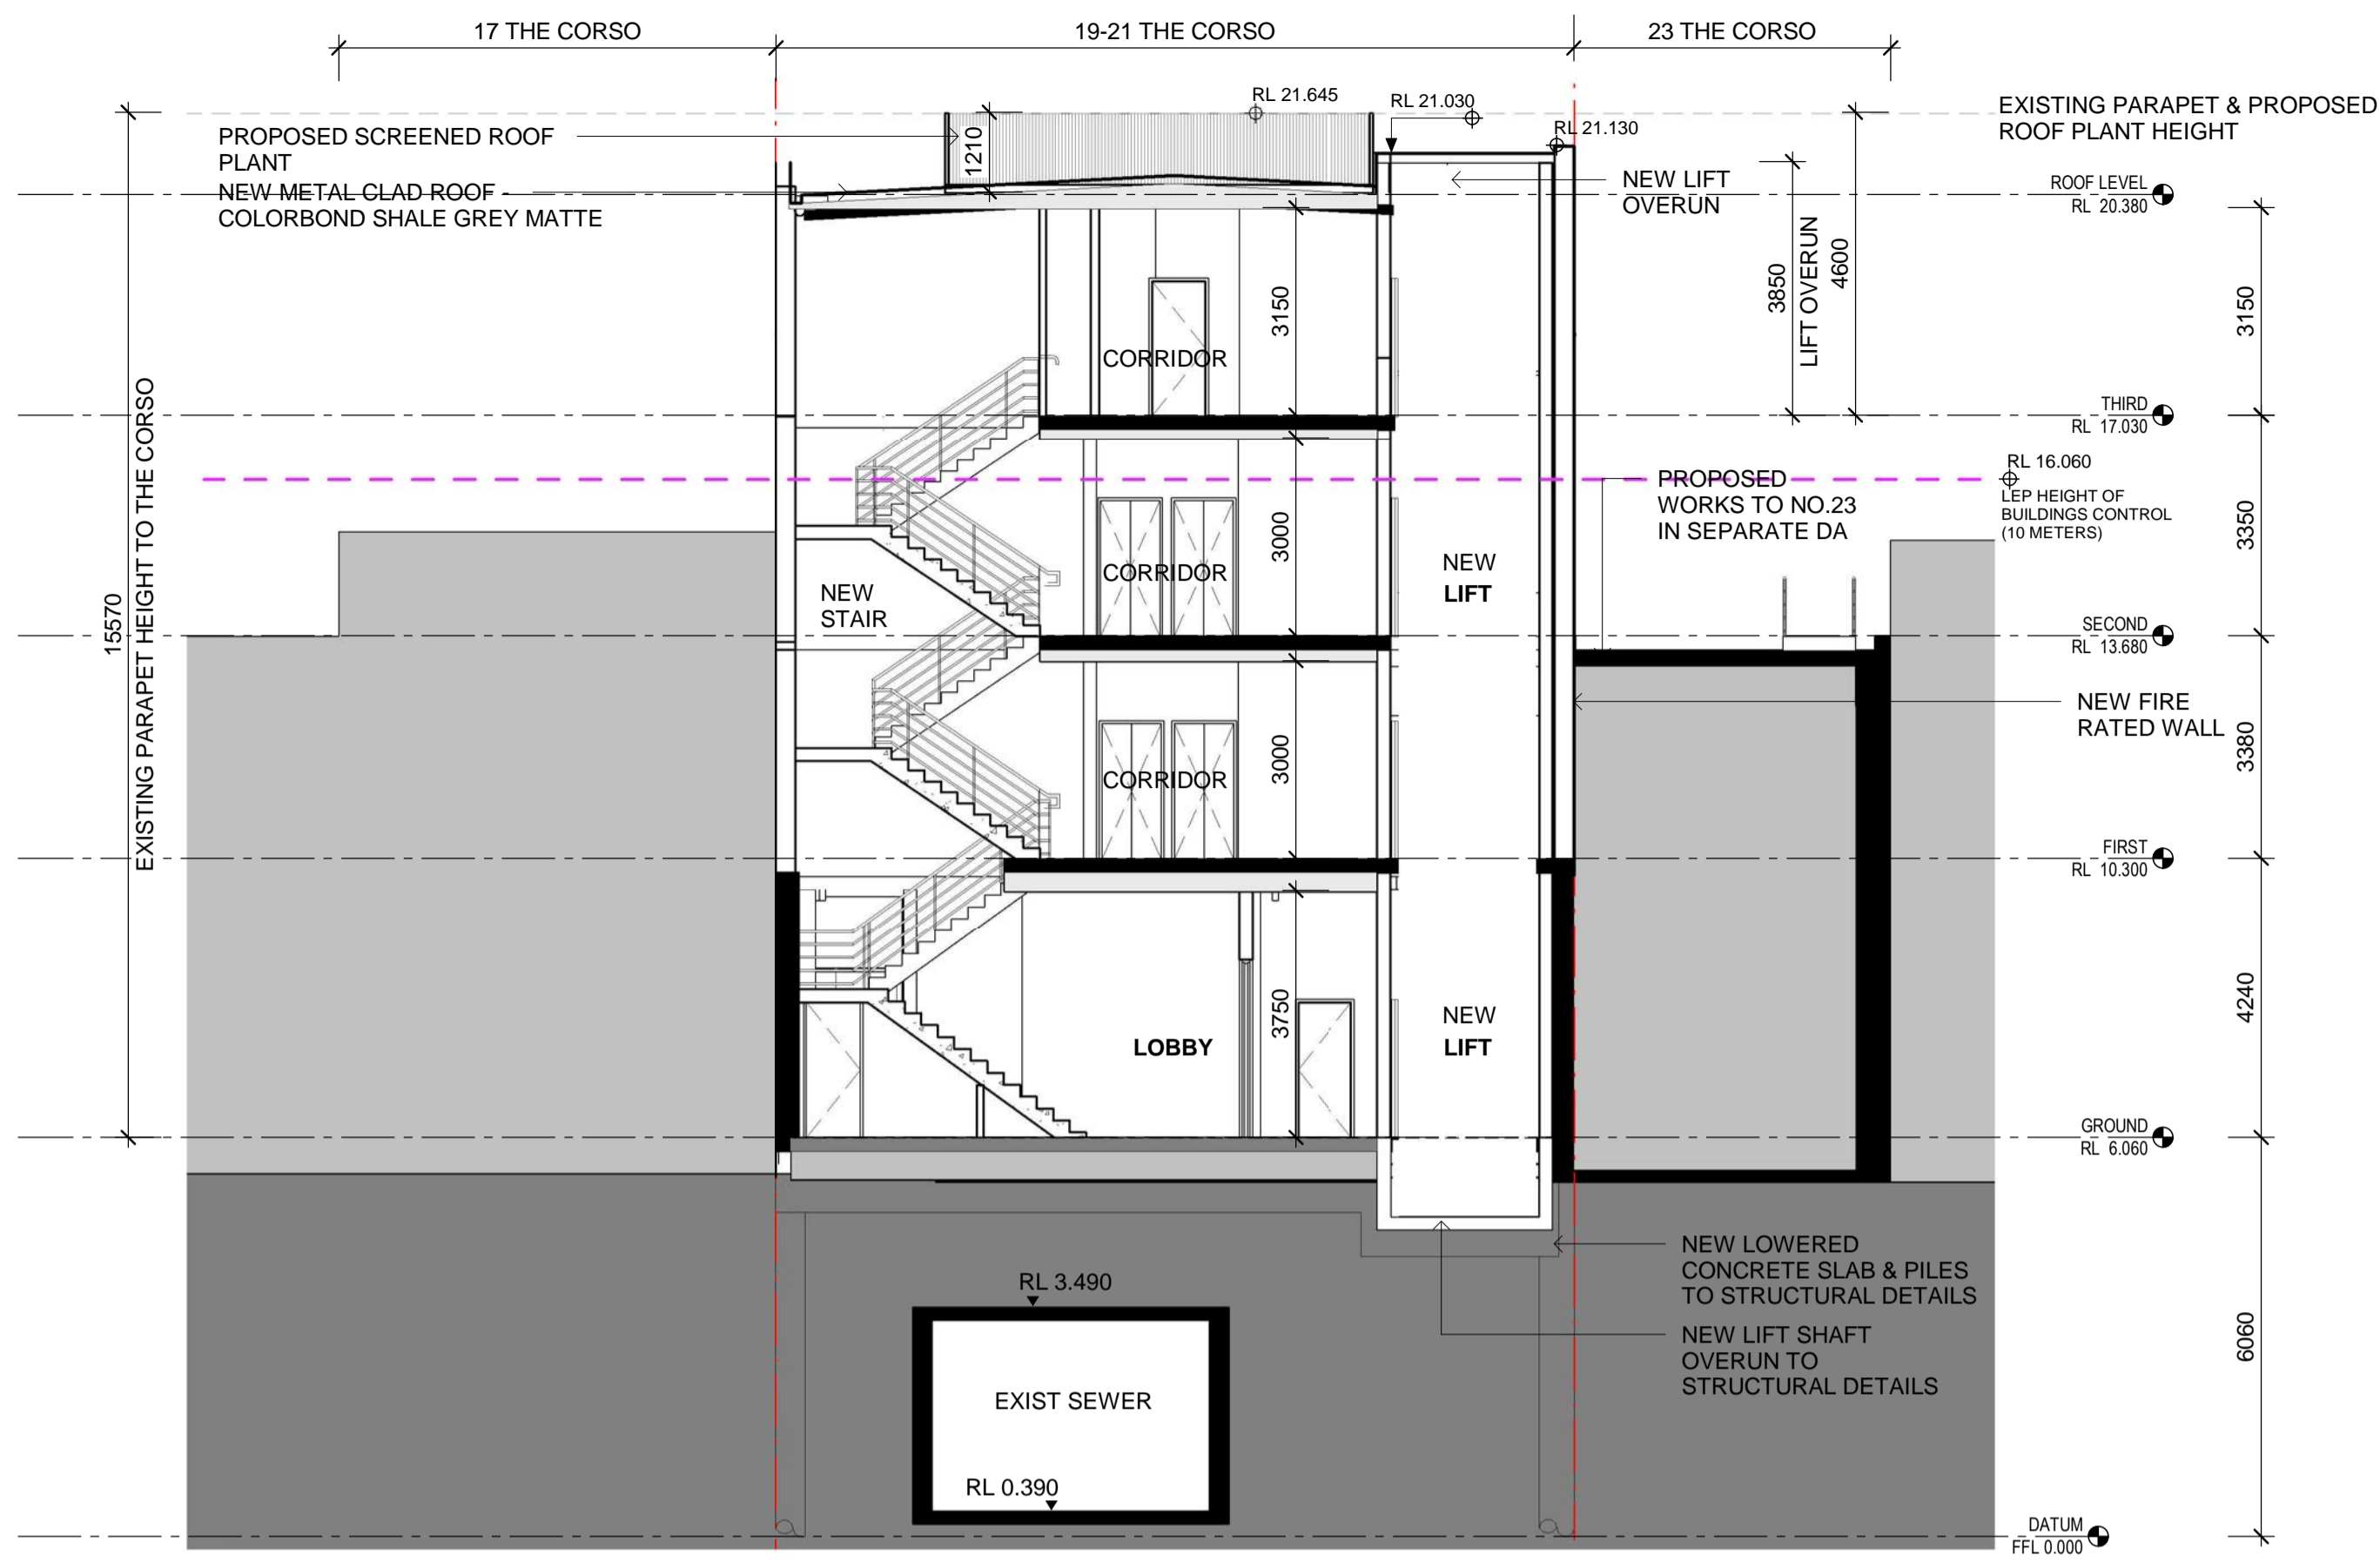 17 THE CORSO
19-21 THE CORSO
23 THE CORSO
RL 21.645
RL 21.030
RL 21.130
EXISTING PARAPET & PROPOSED
ROOF PLANT HEIGHT
PROPOSED SCREENED ROOF
PLANT
NEW METAL CLAD ROOF
COLORBOND SHALE GREY MATTE
1210
NEW LIFT
OVERUN
ROOF LEVEL
RL 20.380
3850
LIFT OVERUN
4600
3150
3150
CORRIDOR
THIRD
RL 17.030
RL 16.060
LEP HEIGHT OF
BUILDINGS CONTROL
(10 METERS)
PROPOSED
WORKS TO NO.23
IN SEPARATE DA
15570
EXISTING PARAPET HEIGHT TO THE CORSO
NEW
STAIR
CORRIDOR
3000
NEW
LIFT
3350
SECOND
RL 13.680
NEW FIRE
RATED WALL
CORRIDOR
3000
3380
FIRST
RL 10.300
LOBBY
3750
NEW
LIFT
4240
GROUND
RL 6.060
NEW LOWERED
CONCRETE SLAB & PILES
TO STRUCTURAL DETAILS
NEW LIFT SHAFT
OVERUN TO
STRUCTURAL DETAILS
RL 3.490
EXIST SEWER
RL 0.390
6060
DATUM
FFL 0.000